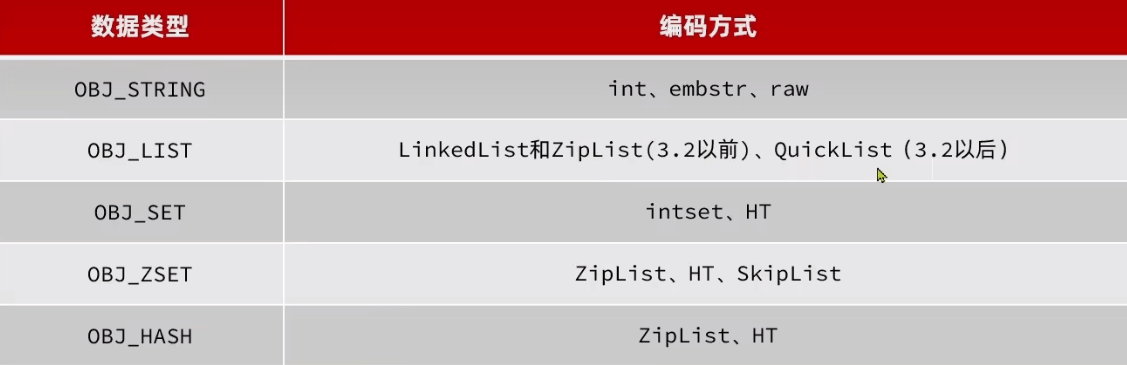 数据类型 编码方式
OBJ_STRING int、embstr、raw
OBJ_LIST LinkedList和ZipList(3.2以前)、QuickList（3.2以后）
OBJ_SET intset、HT
OBJ_ZSET ZipList、HT、SkipList
OBJ_HASH ZipList、HT